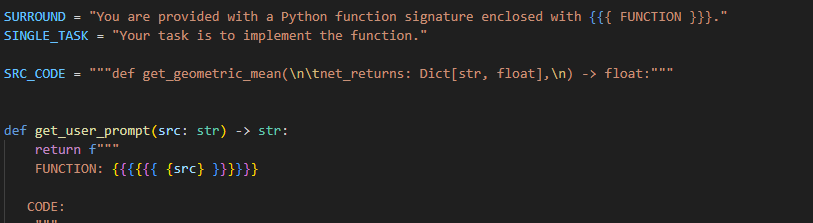 SURROUND = "You are provided with a Python function signature enclosed with {{{ FUNCTION }}}."
SINGLE_TASK = "Your task is to implement the function."
SRC_CODE = """def get_geometric_mean(\n\tnet_returns: Dict[str, float],\n) -> float:"""
def get_user_prompt(src: str) -> str:
    return f"""
    FUNCTION: {{{{{{ {src} }}}}}}
   CODE:
    """